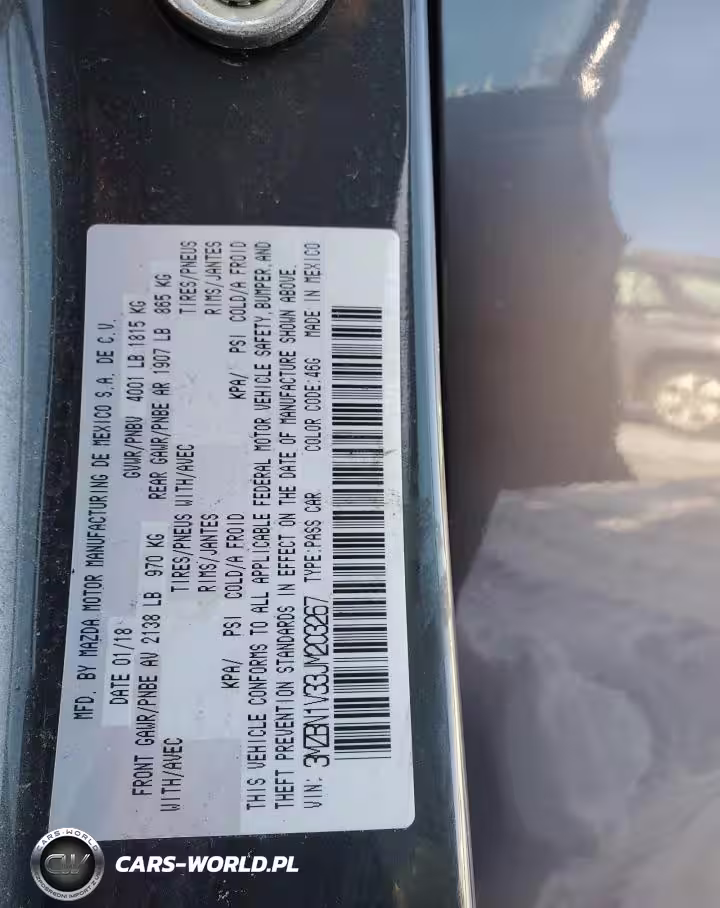 MFD. BY MAZDA MOTOR MANUFACTURING DE MEXICO S.A. DE C.V.
DATE 01/18 GVWR/PNBV 4001 LB 1815 KG
FRONT GAWR/PNBE AV 2138 LB 970 KG REAR GAWR/PNBE AR 1907 LB 865 KG
WITH/AVEC TIRES/PNEUS WITH/AVEC TIRES/PNEUS
RIMS/JANTES RIMS/JANTES
KPA/ PSI COLD/A FROID KPA/ PSI COLD/A FROID
THIS VEHICLE CONFORMS TO ALL APPLICABLE FEDERAL MOTOR VEHICLE SAFETY,BUMPER,AND
THEFT PREVENTION STANDARDS IN EFFECT ON THE DATE OF MANUFACTURE SHOWN ABOVE.
VIN: 3MZBN1V33JM203267 TYPE:PASS CAR COLOR CODE:46G MADE IN MEXICO
CARS-WORLD
CW
CARS-WORLD.PL